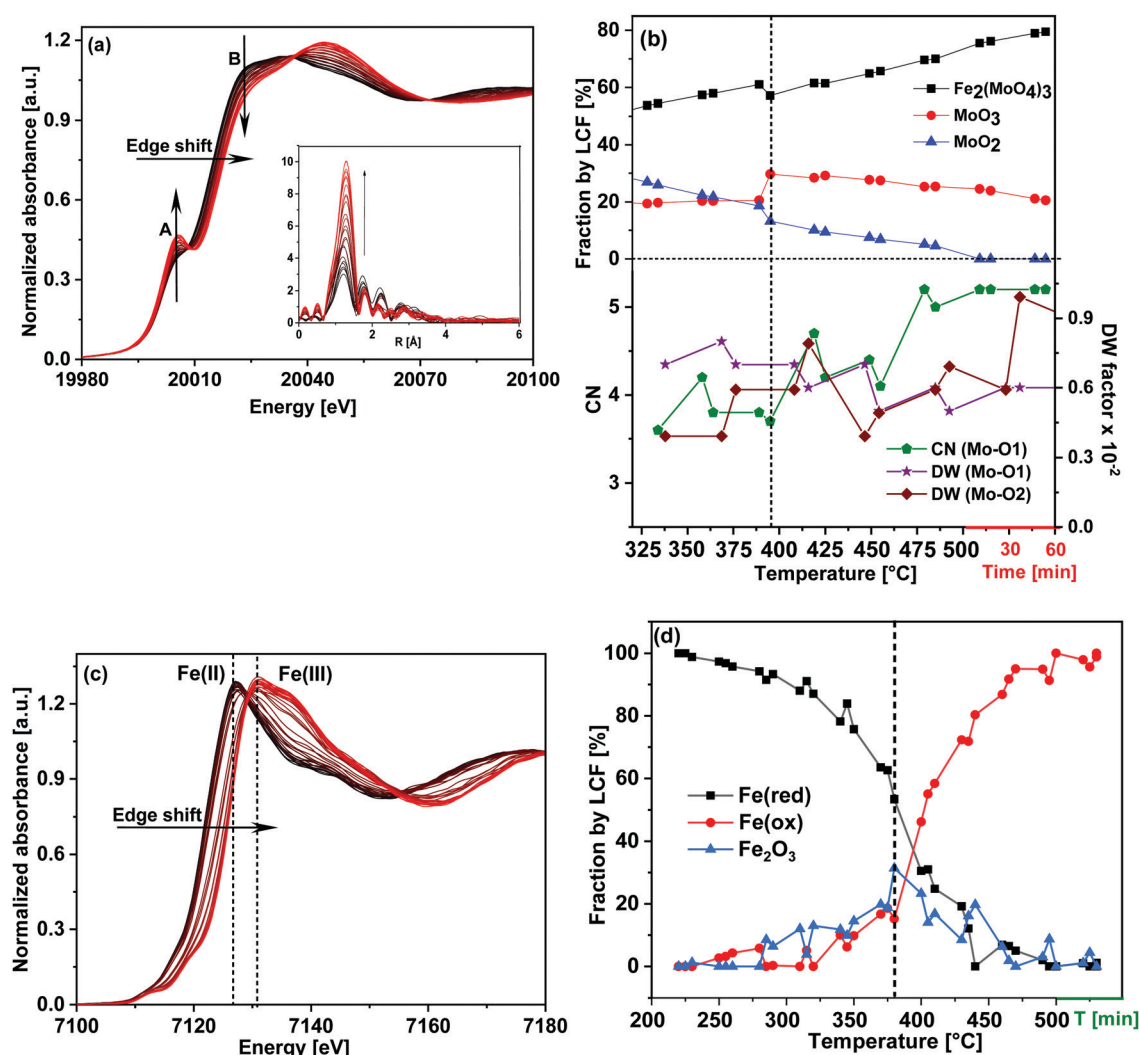 (a)
Normalized absorbance [a.u.]
1.2
0.9
0.6
0.3
0.0
B
Edge shift
A
10
8
6
4
2
0
0 2 4 6
R [Å]
19980 20010 20040 20070 20100
Energy [eV]
(b)
Fraction by LCF [%]
80
60
40
20
0
Fe2(MoO4)3
MoO3
MoO2
CN
5
4
3
DW factor x 10-2
0.9
0.6
0.3
0.0
CN (Mo-O1)
DW (Mo-O1)
DW (Mo-O2)
325 350 375 400 425 450 475 500 30 60
Temperature [°C] Time [min]
(c)
Normalized absorbance [a.u.]
1.2
0.9
0.6
0.3
0.0
Fe(II) Fe(III)
Edge shift
7100 7120 7140 7160 7180
Energy [eV]
(d)
Fraction by LCF [%]
100
80
60
40
20
0
Fe(red)
Fe(ox)
Fe2O3
200 250 300 350 400 450 500 T [min]
Temperature [°C]